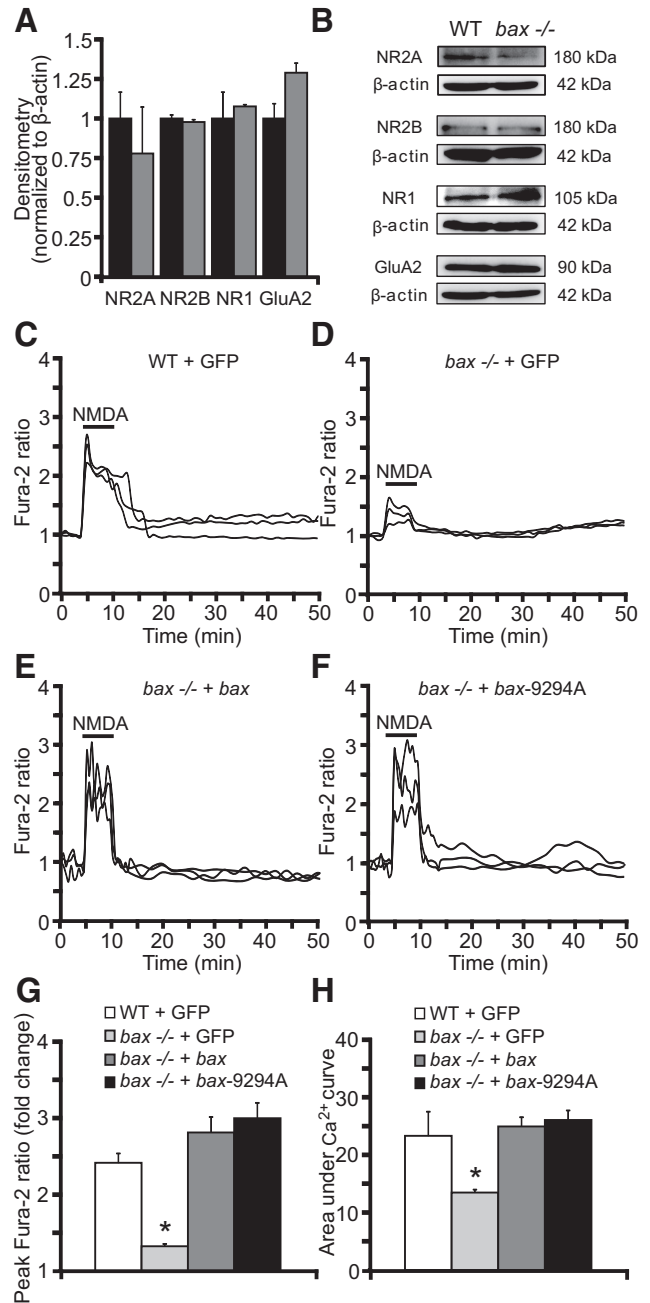 A
Densitometry
(normalized to β-actin)
1.5
1.25
1
0.75
0.5
0.25
0
NR2A NR2B NR1 GluA2
B
WT bax -/-
NR2A 180 kDa
β-actin 42 kDa
NR2B 180 kDa
β-actin 42 kDa
NR1 105 kDa
β-actin 42 kDa
GluA2 90 kDa
β-actin 42 kDa
C
WT + GFP
NMDA
Fura-2 ratio
4
3
2
1
0
0 10 20 30 40 50
Time (min)
D
bax -/- + GFP
NMDA
Fura-2 ratio
4
3
2
1
0
0 10 20 30 40 50
Time (min)
E
bax -/- + bax
NMDA
Fura-2 ratio
4
3
2
1
0
0 10 20 30 40 50
Time (min)
F
bax -/- + bax-9294A
NMDA
Fura-2 ratio
4
3
2
1
0
0 10 20 30 40 50
Time (min)
G
WT + GFP
bax -/- + GFP
bax -/- + bax
bax -/- + bax-9294A
Peak Fura-2 ratio (fold change)
4
3
2
1
*
H
WT + GFP
bax -/- + GFP
bax -/- + bax
bax -/- + bax-9294A
Area under Ca²⁺ curve
40
30
20
10
0
*